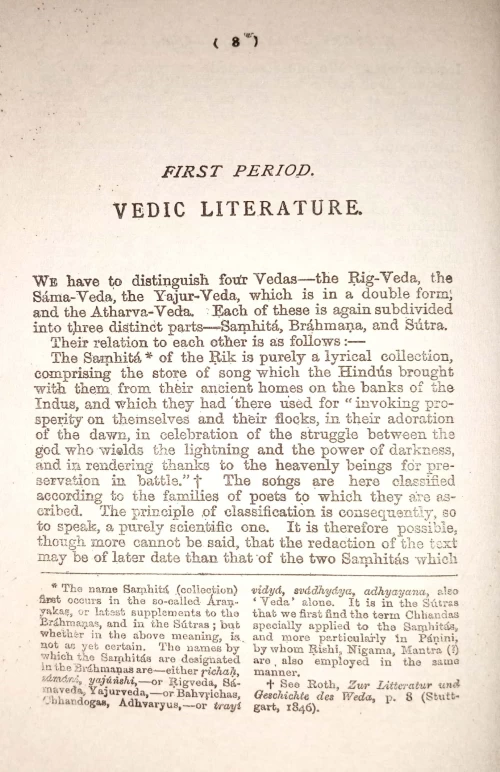 ( 8 )
FIRST PERIOD.
VEDIC LITERATURE.
WE have to distinguish four Vedas—the Ṛig-Veda, the
Sáma-Veda, the Yajur-Veda, which is in a double form,
and the Atharva-Veda. Each of these is again subdivided
into three distinct parts—Saṃhitá, Bráhmaṇa, and Sútra.
Their relation to each other is as follows:—
The Saṃhitá * of the Ṛik is purely a lyrical collection,
comprising the store of song which the Hindús brought
with them from their ancient homes on the banks of the
Indus, and which they had there used for “invoking pro-
sperity on themselves and their flocks, in their adoration
of the dawn, in celebration of the struggle between the
god who wields the lightning and the power of darkness,
and in rendering thanks to the heavenly beings for pre-
servation in battle.” † The songs are here classified
according to the families of poets to which they are as-
cribed. The principle of classification is consequently, so
to speak, a purely scientific one. It is therefore possible,
though more cannot be said, that the redaction of the text
may be of later date than that of the two Saṃhitás which
* The name Saṃhitá (collection)
first occurs in the so-called Áraṇ-
yakas, or latest supplements to the
Bráhmaṇas, and in the Sútras; but
whether in the above meaning, is
not as yet certain. The names by
which the Saṃhitás are designated
in the Bráhmaṇas are—either ṛichaḥ,
sámáni, yajúṅshi,—or Ṛigveda, Sá-
maveda, Yajurveda,—or Bahvṛichas,
Chhandogas, Adhvaryus,—or trayí
vidyá, svádhyáya, adhyayana, also
‘Veda’ alone. It is in the Sútras
that we first find the term Chhandas
specially applied to the Saṃhitás,
and more particularly in Páṇini,
by whom Ṛishi, Nigama, Mantra (?)
are also employed in the same
manner.
† See Roth, Zur Litteratur und
Geschichte des Weda, p. 8 (Stutt-
gart, 1846).